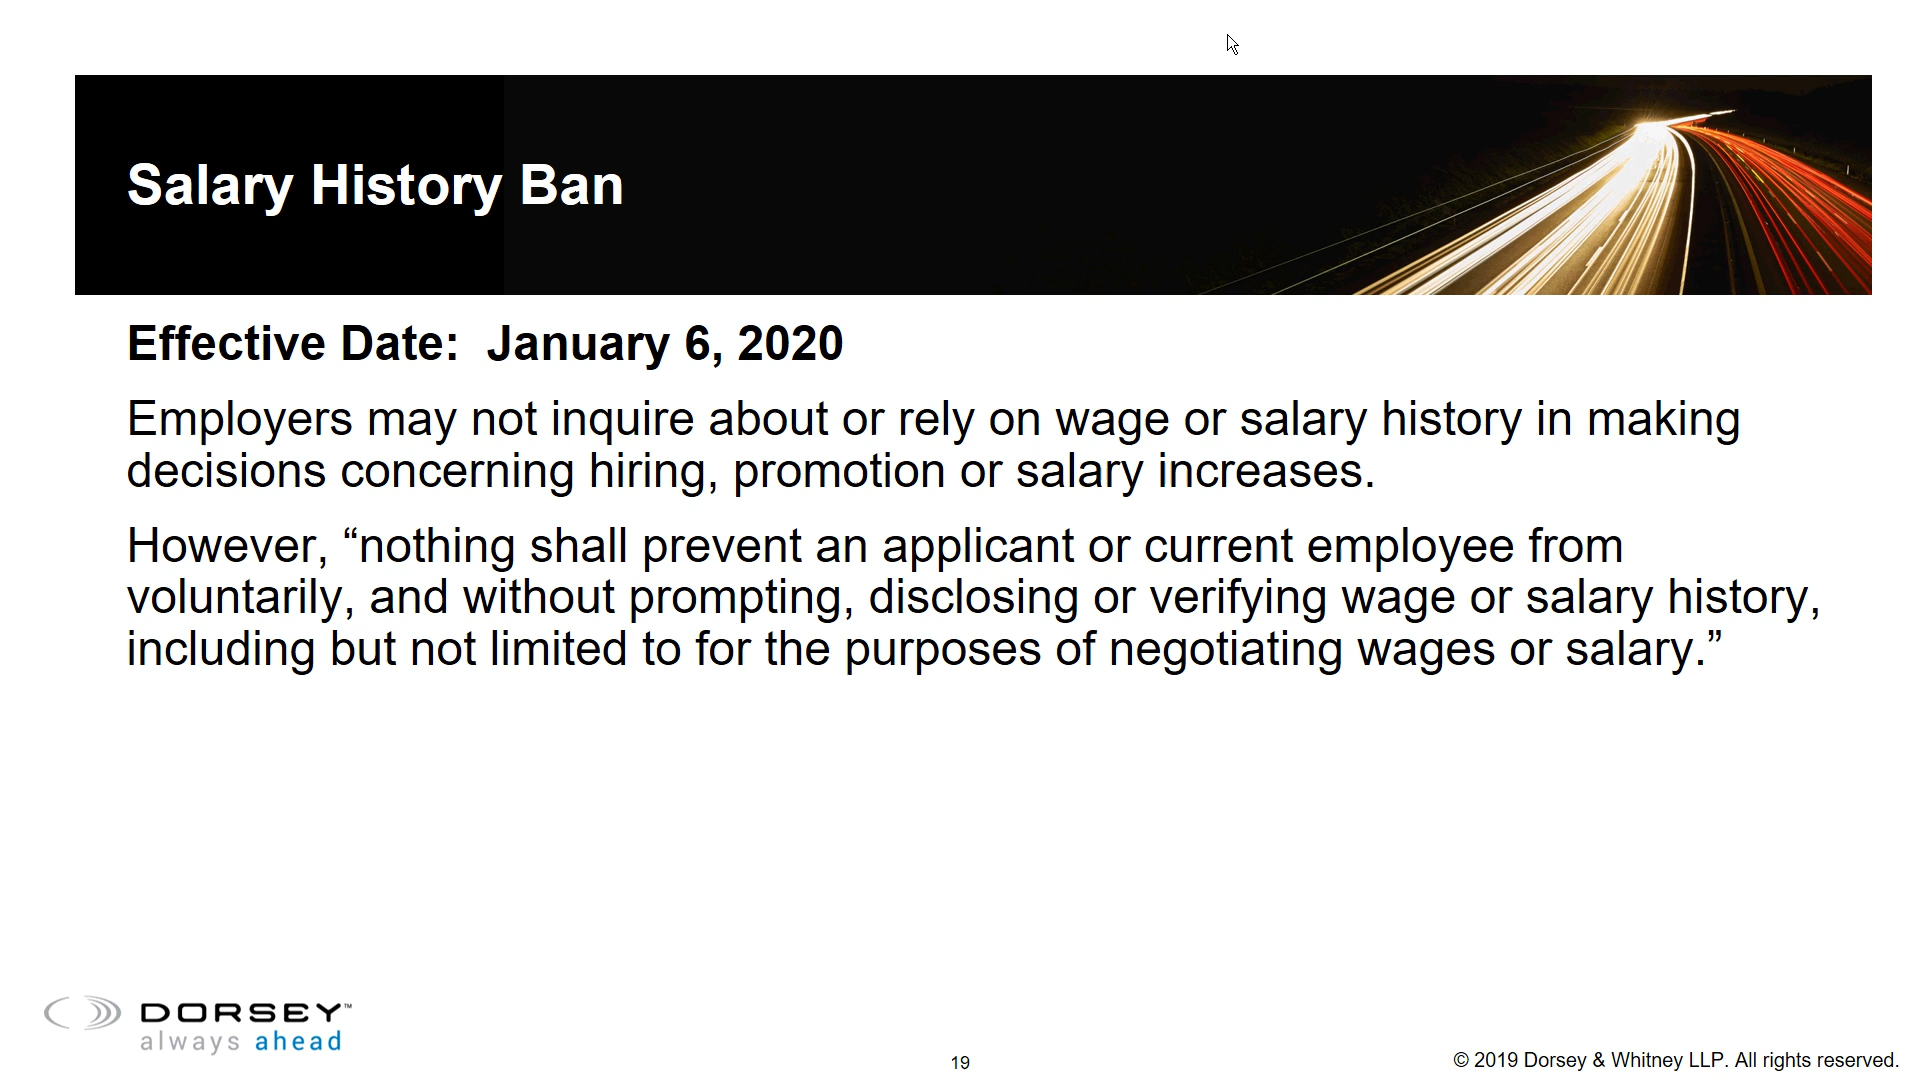 Salary History Ban
Effective Date:  January 6, 2020
Employers may not inquire about or rely on wage or salary history in making
decisions concerning hiring, promotion or salary increases.
However, “nothing shall prevent an applicant or current employee from
voluntarily, and without prompting, disclosing or verifying wage or salary history,
including but not limited to for the purposes of negotiating wages or salary.”
DORSEY™
always ahead
19
© 2019 Dorsey & Whitney LLP. All rights reserved.